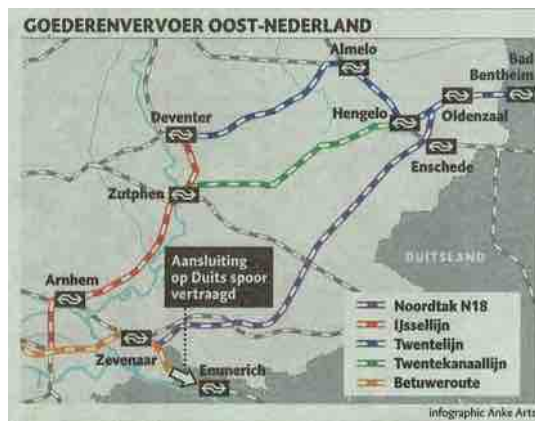 GOEDERENVERVOER OOST-NEDERLAND
Almelo
Bad
Bentheim
Deventer
Hengelo
Oldenzaal
Enschede
Zutphen
DUITSLAND
Aansluiting
op Duits spoor
vertraagd
Arnhem
Zevenaar
Emmerich
Noordtak N18
IJssellijn
Twentelijn
Twentekanaallijn
Betuweroute
infographic Anke Arts